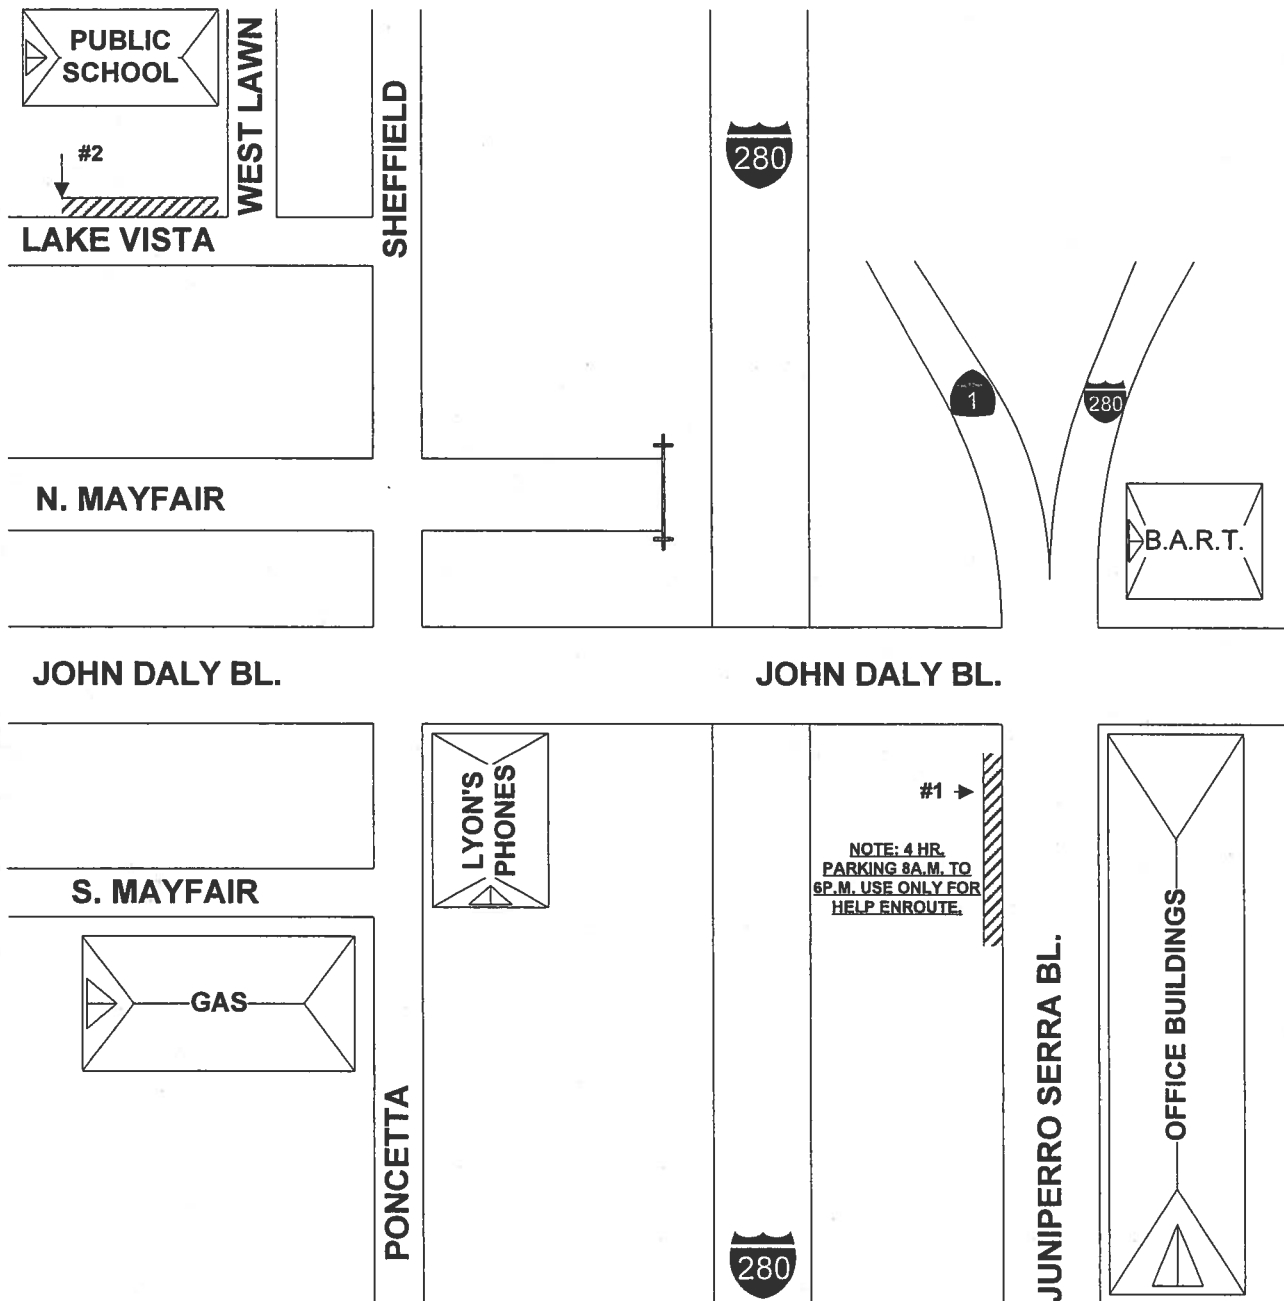 PUBLIC
SCHOOL
WEST LAWN
SHEFFIELD
280
#2
LAKE VISTA
1
280
N. MAYFAIR
B.A.R.T.
JOHN DALY BL.
JOHN DALY BL.
LYON'S
PHONES
#1
NOTE: 4 HR.
PARKING 8A.M. TO
6P.M. USE ONLY FOR
HELP ENROUTE.
S. MAYFAIR
GAS
PONCETTA
280
JUNIPERRO SERRA BL.
OFFICE BUILDINGS